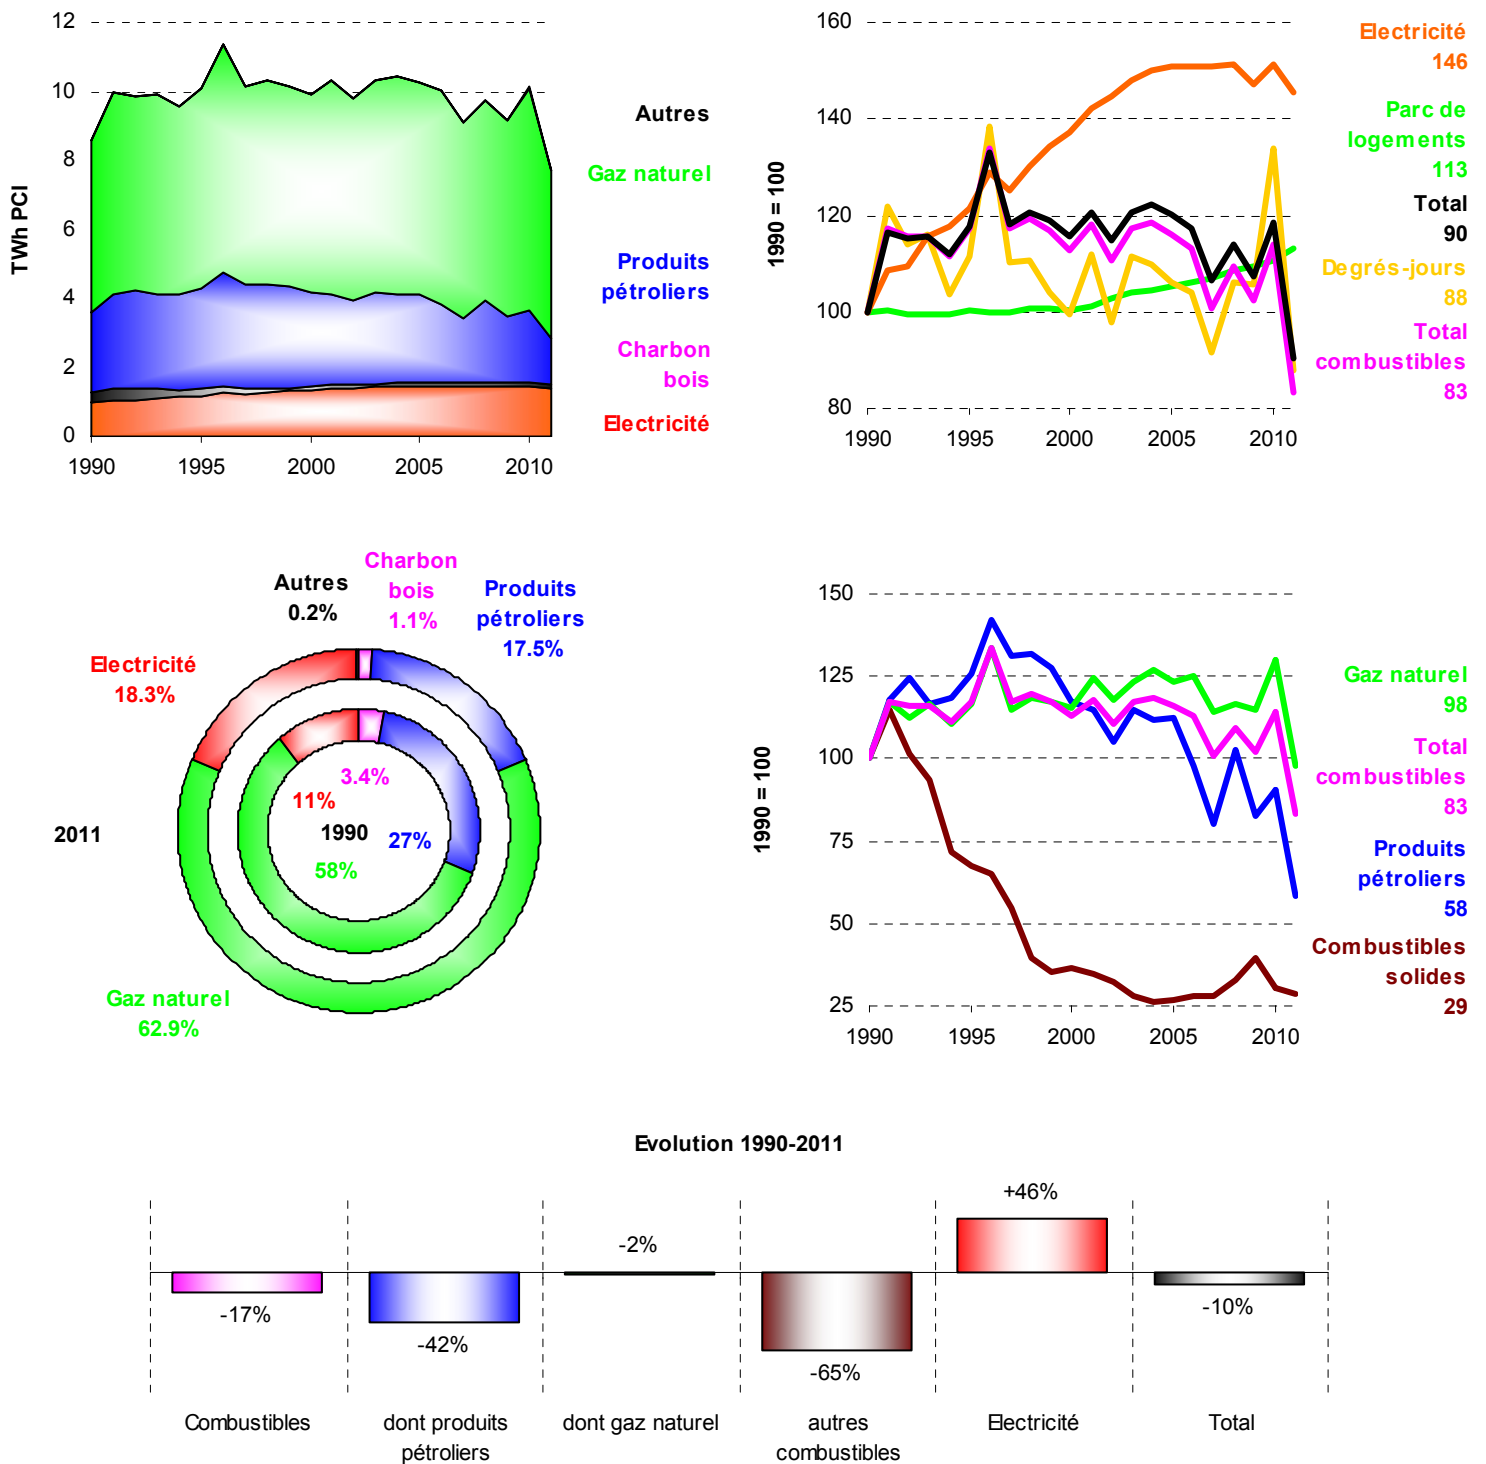 12
10
8
6
4
2
0
TWh PCI
1990
1995
2000
2005
2010
Autres
Gaz naturel
Produits
pétroliers
Charbon
bois
Electricité
160
140
120
100
80
1990 = 100
1990
1995
2000
2005
2010
Electricité
146
Parc de
logements
113
Total
90
Degrés-jours
88
Total
combustibles
83
Autres
0.2%
Charbon
bois
1.1%
Produits
pétroliers
17.5%
Electricité
18.3%
3.4%
11%
1990
27%
58%
2011
Gaz naturel
62.9%
150
125
100
75
50
25
1990 = 100
1990
1995
2000
2005
2010
Gaz naturel
98
Total
combustibles
83
Produits
pétroliers
58
Combustibles
solides
29
Evolution 1990-2011
-17%
-42%
-2%
-65%
+46%
-10%
Combustibles
dont produits
pétroliers
dont gaz naturel
autres
combustibles
Electricité
Total